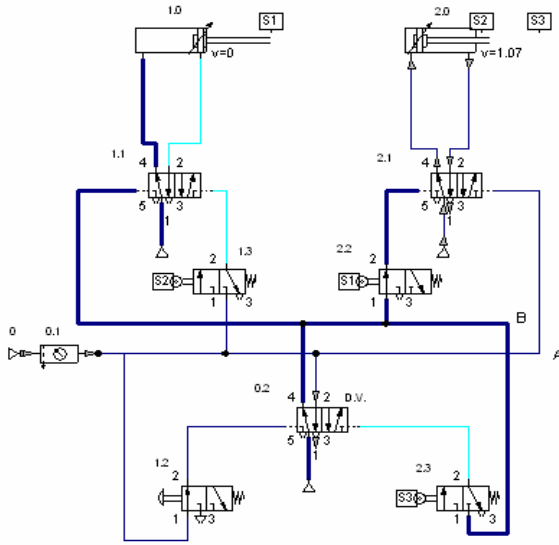 1.0 S1 2.0 S2 S3
v=0 v=1.07
1.1 4 2 2.1 4 2
5 3 5 3
1 1
1.3 2.2
S2 2 S1 2
1 3 1 3
B
0 0.1
A
0.2 4 2 D.V.
5 3
1
1.2 2 2.3 2
S3
1 3 1 3